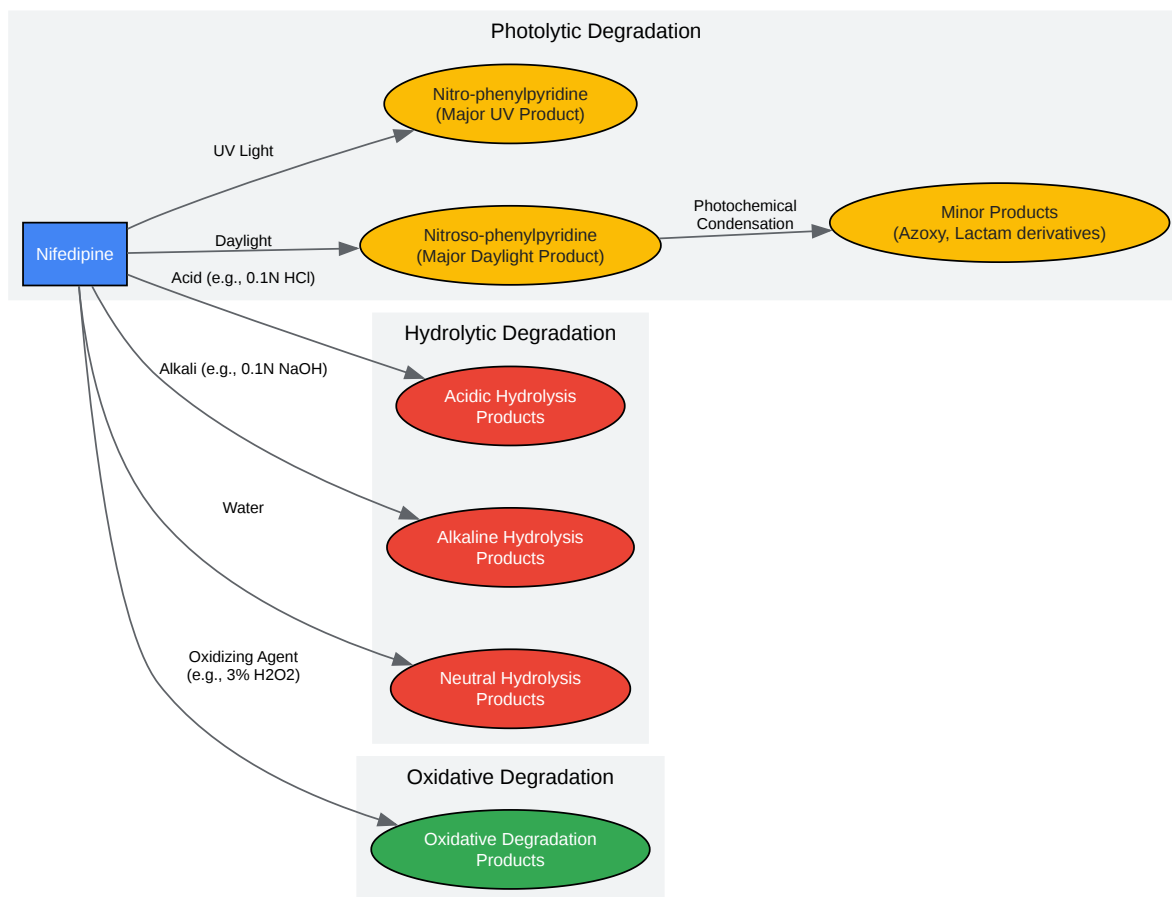 Photolytic Degradation
Nitro-phenylpyridine
(Major UV Product)
UV Light
Nifedipine
Daylight
Nitroso-phenylpyridine
(Major Daylight Product)
Photochemical
Condensation
Minor Products
(Azoxy, Lactam derivatives)
Acid (e.g., 0.1N HCl)
Hydrolytic Degradation
Alkali (e.g., 0.1N NaOH)
Acidic Hydrolysis
Products
Water
Alkaline Hydrolysis
Products
Oxidizing Agent
(e.g., 3% H2O2)
Neutral Hydrolysis
Products
Oxidative Degradation
Oxidative Degradation
Products